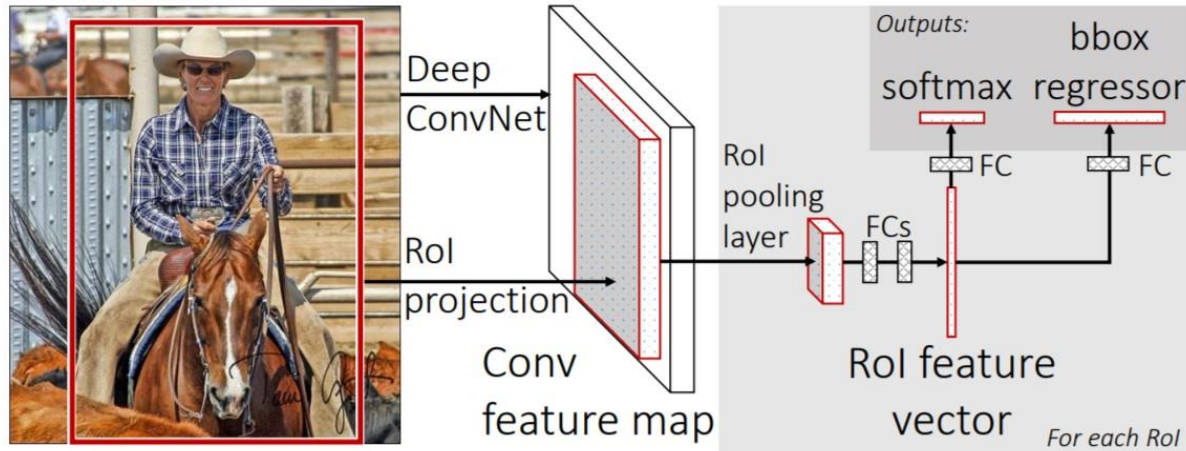 Deep
ConvNet
RoI
projection
Conv
feature map
RoI
pooling
layer
FCs
RoI feature
vector
For each RoI
Outputs:
softmax
bbox
regressor
FC
FC